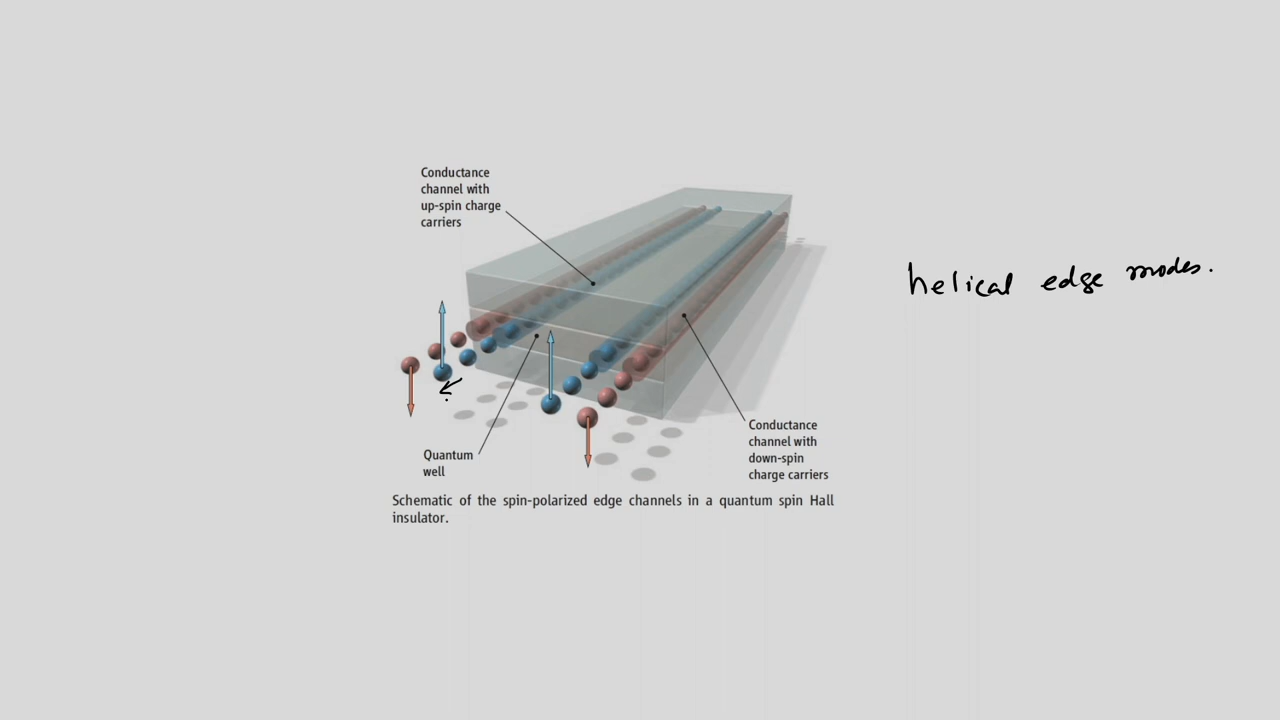 Conductance
channel with
up-spin charge
carriers
helical edge modes.
Quantum
well
Conductance
channel with
down-spin
charge carriers
Schematic of the spin-polarized edge channels in a quantum spin Hall
insulator.